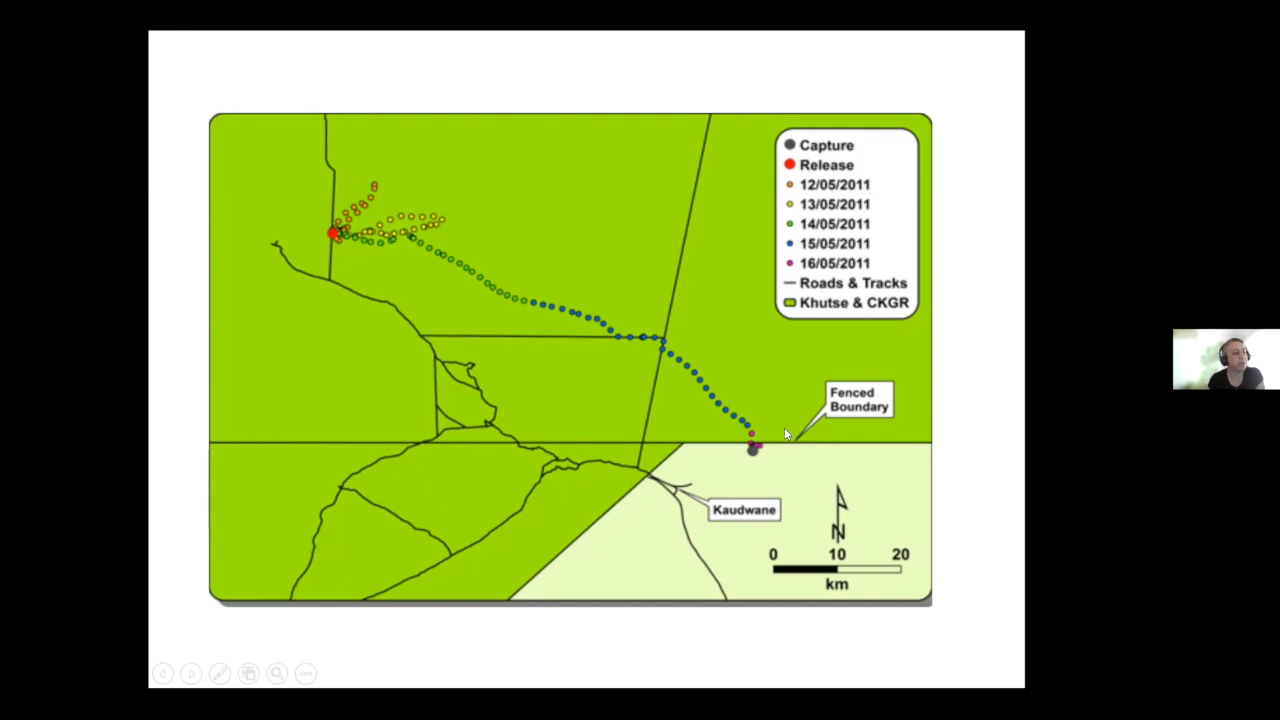 Capture
Release
12/05/2011
13/05/2011
14/05/2011
15/05/2011
16/05/2011
Roads & Tracks
Khutse & CKGR
Fenced
Boundary
Kaudwane
N
0 10 20
km